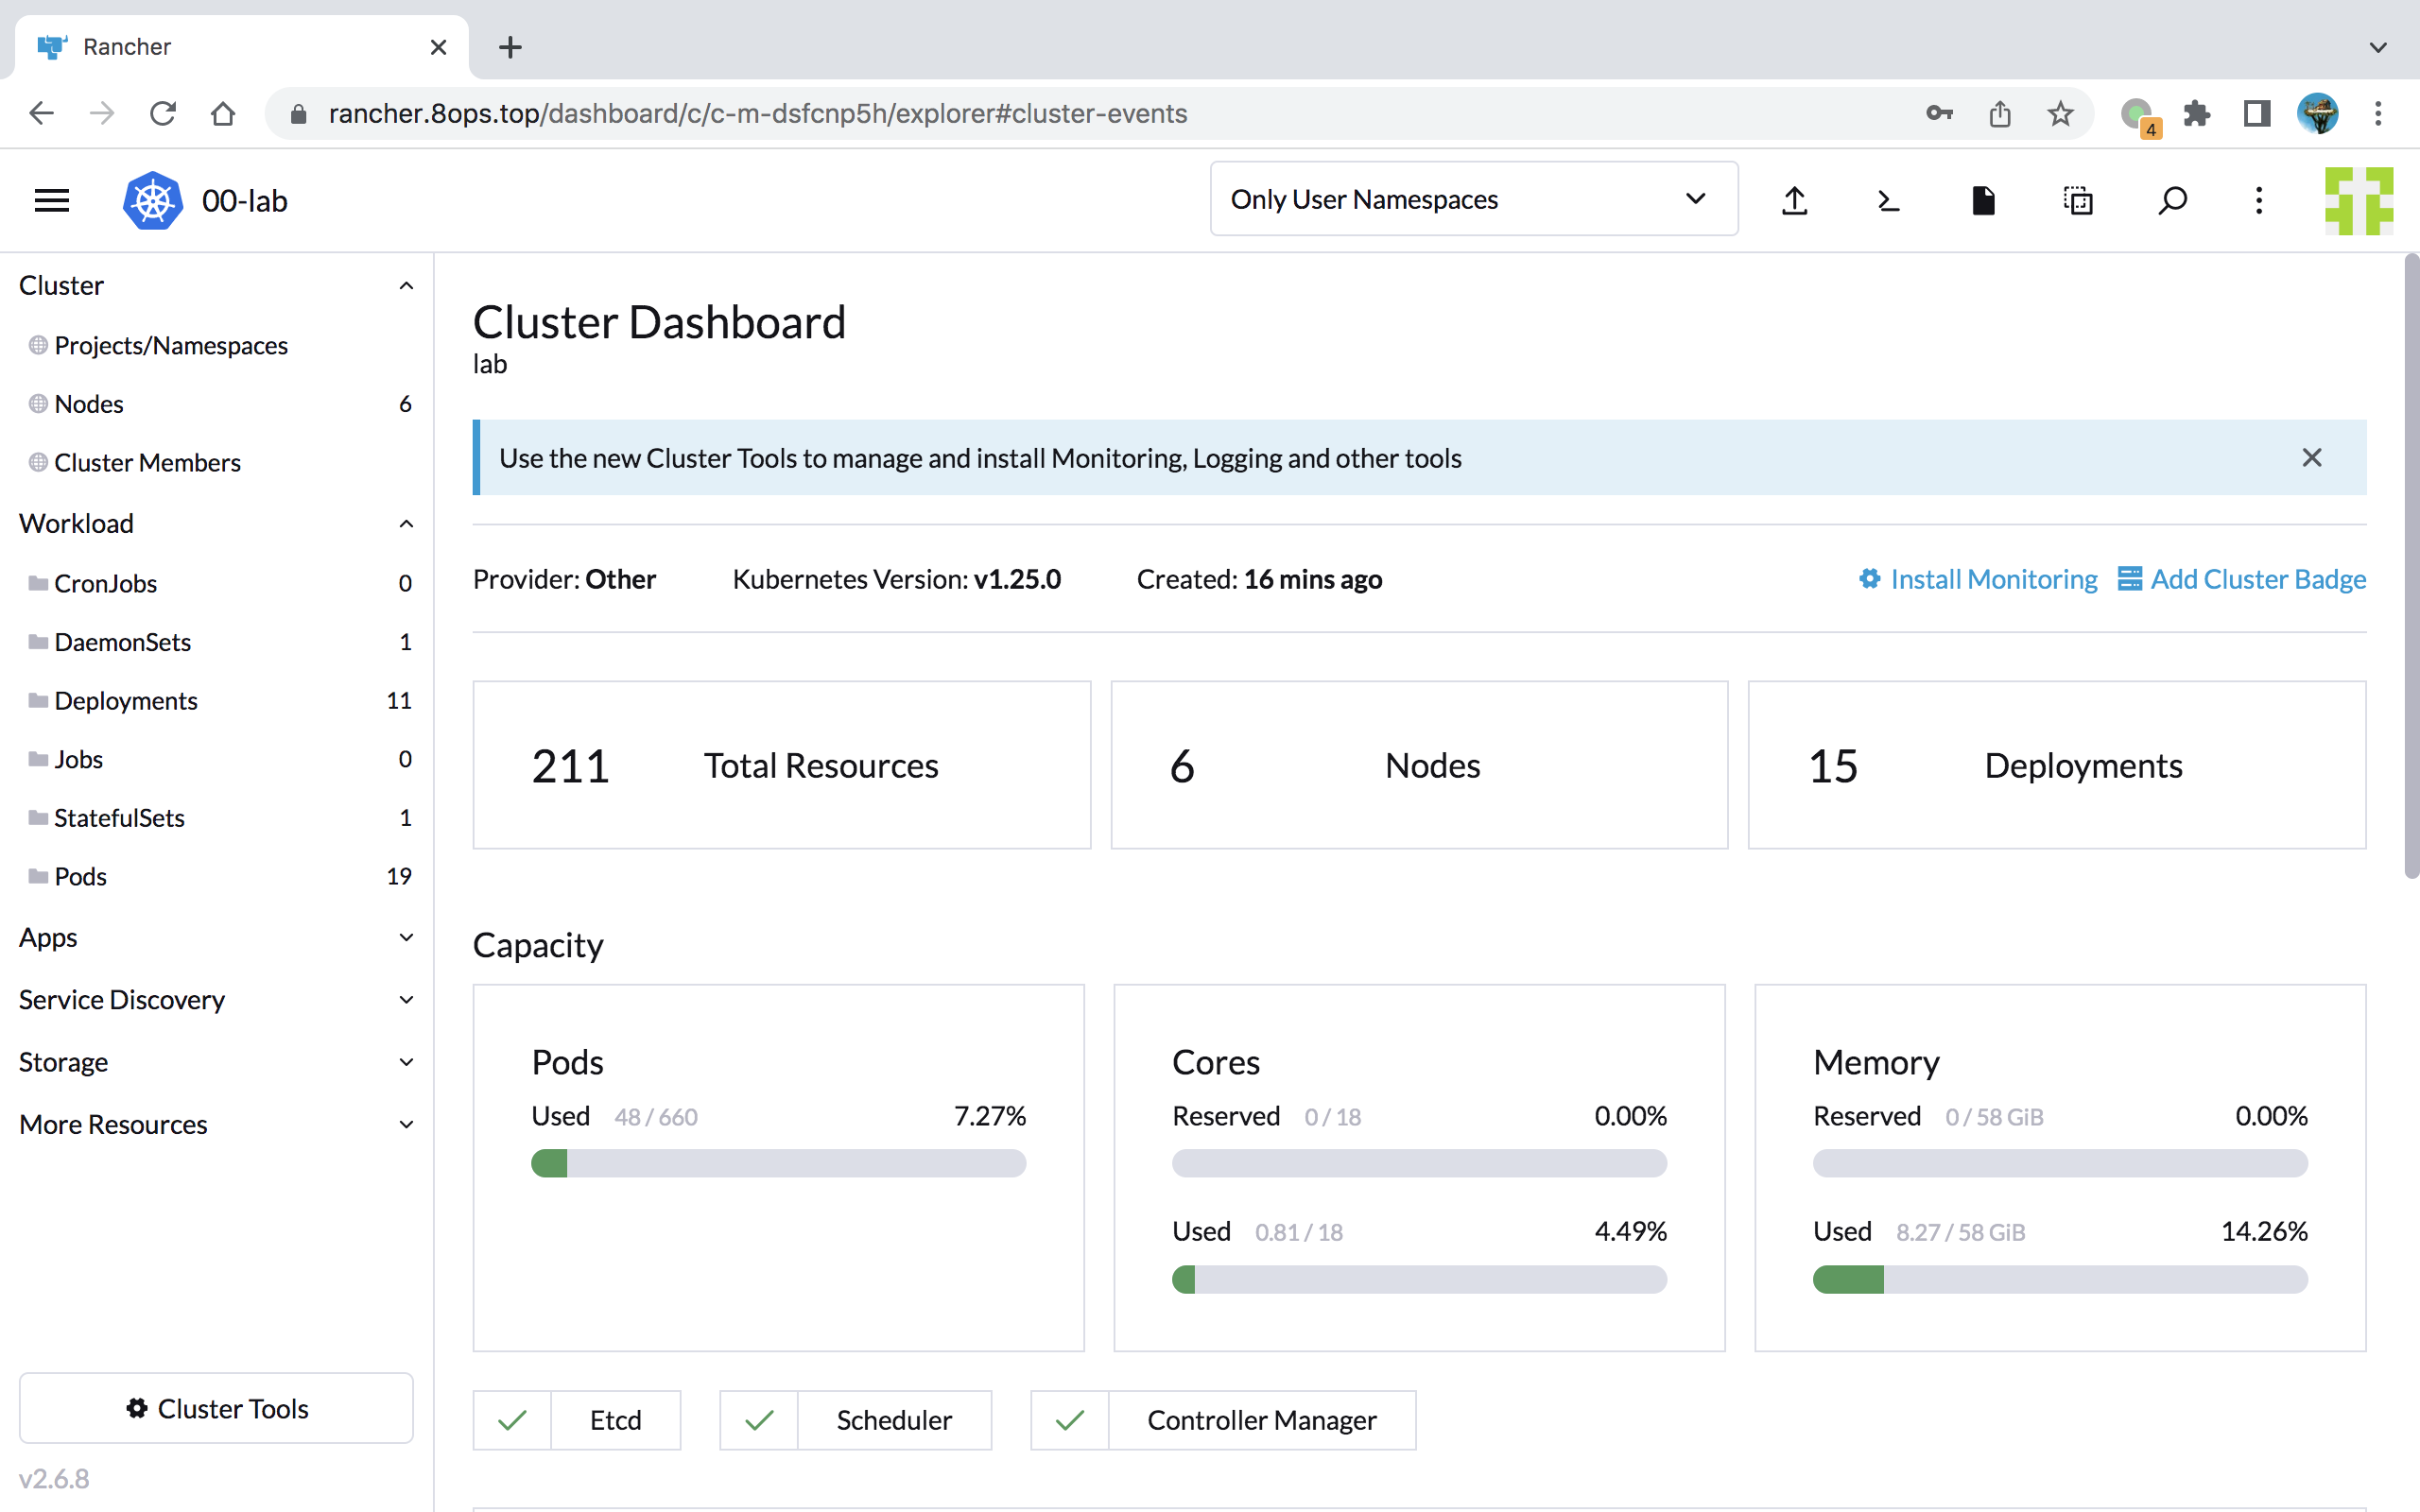 Rancher
rancher.8ops.top/dashboard/c/c-m-dsfcnp5h/explorer#cluster-events
4
00-lab
Only User Namespaces
Cluster
Projects/Namespaces
Nodes 6
Cluster Members
Workload
CronJobs 0
DaemonSets 1
Deployments 11
Jobs 0
StatefulSets 1
Pods 19
Apps
Service Discovery
Storage
More Resources
Cluster Tools
v2.6.8
Cluster Dashboard
lab
Use the new Cluster Tools to manage and install Monitoring, Logging and other tools
Provider: Other Kubernetes Version: v1.25.0 Created: 16 mins ago Install Monitoring Add Cluster Badge
211 Total Resources
6 Nodes
15 Deployments
Capacity
Pods
Used 48 / 660 7.27%
Cores
Reserved 0 / 18 0.00%
Used 0.81 / 18 4.49%
Memory
Reserved 0 / 58 GiB 0.00%
Used 8.27 / 58 GiB 14.26%
Etcd
Scheduler
Controller Manager